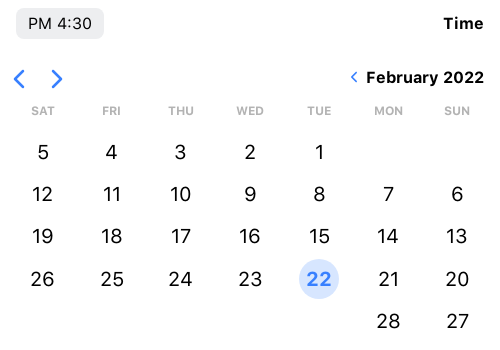 PM 4:30 Time
February 2022
SAT FRI THU WED TUE MON SUN
5 4 3 2 1
12 11 10 9 8 7 6
19 18 17 16 15 14 13
26 25 24 23 22 21 20
28 27